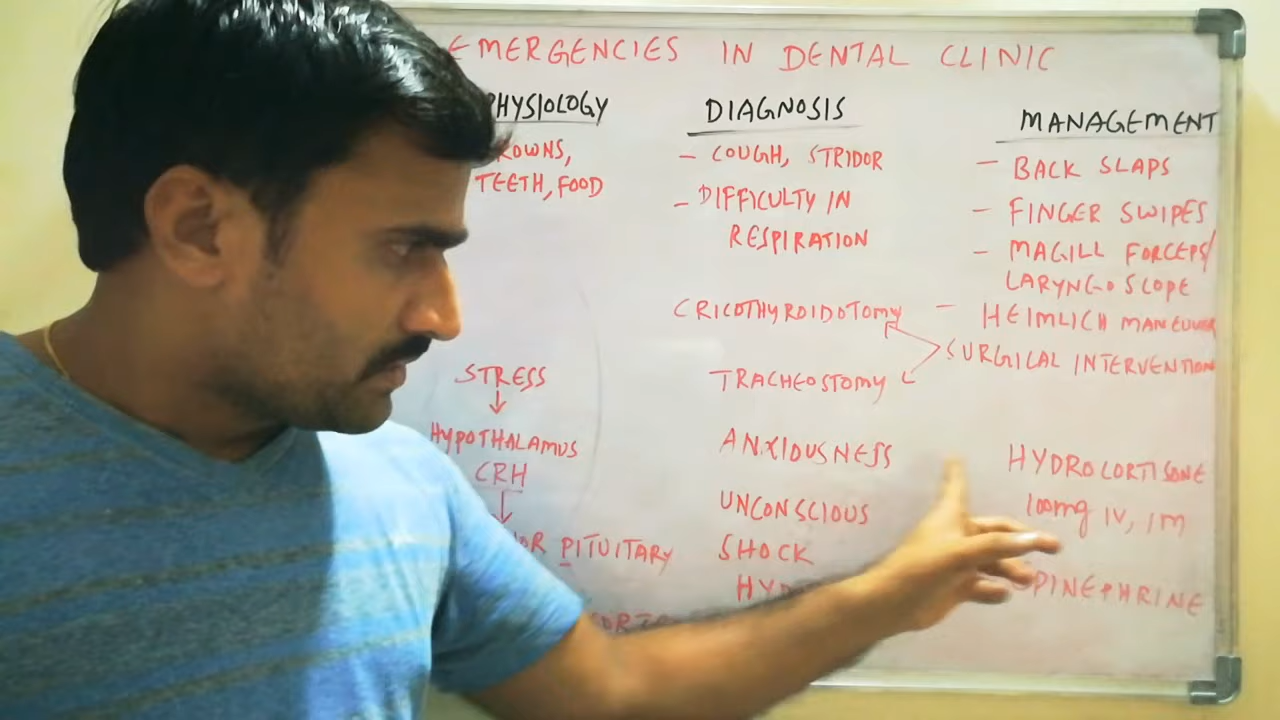 EMERGENCIES IN DENTAL CLINIC
PHYSIOLOGY
TEETH, FOOD
STRESS
↓
HYPOTHALAMUS
CRH
↓
PITUITARY
DIAGNOSIS
- COUGH, STRIDOR
- DIFFICULTY IN
RESPIRATION
CRICOTHYROIDOTOMY
TRACHEOSTOMY
ANXIOUSNESS
UNCONSCIOUS
SHOCK
MANAGEMENT
- BACK SLAPS
- FINGER SWIPES
- MAGILL FORCEPS/
LARYNGOSCOPE
- HEIMLICH MANEUVUR
SURGICAL INTERVENTION
HYDROCORTISONE
100mg IV, IM
PINEPHRINE